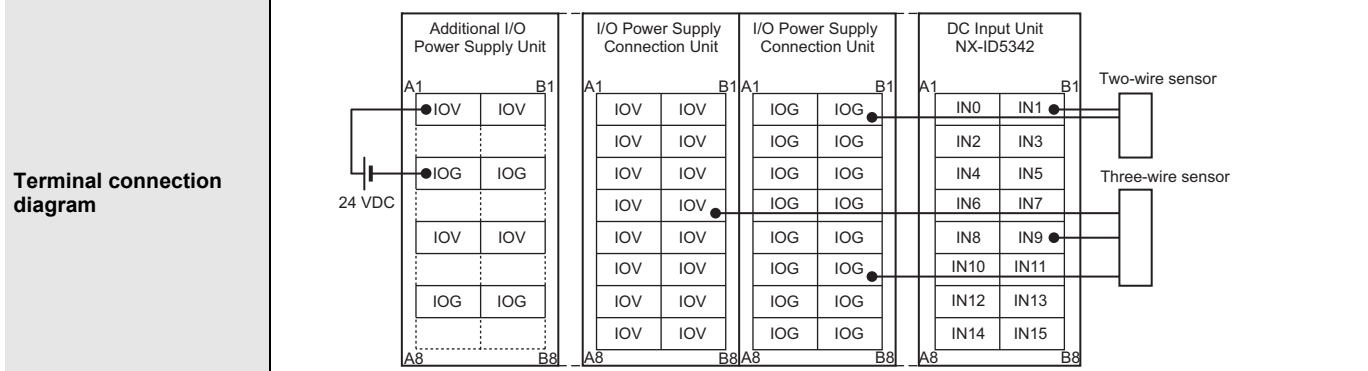 Terminal connection
diagram
Additional I/O
Power Supply Unit
I/O Power Supply
Connection Unit
I/O Power Supply
Connection Unit
DC Input Unit
NX-ID5342
A1 B1 A1 B1 A1 B1 A1 B1
Two-wire sensor
IOV IOV IOV IOV IOG IOG IN0 IN1
IOV IOV IOG IOG IN2 IN3
IOG IOG IOV IOV IOG IOG IN4 IN5
Three-wire sensor
24 VDC
IOV IOV IOG IOG IN6 IN7
IOV IOV IOV IOV IOG IOG IN8 IN9
IOV IOV IOG IOG IN10 IN11
IOG IOG IOV IOV IOG IOG IN12 IN13
IOV IOV IOG IOG IN14 IN15
A8 B8 A8 B8 A8 B8 A8 B8